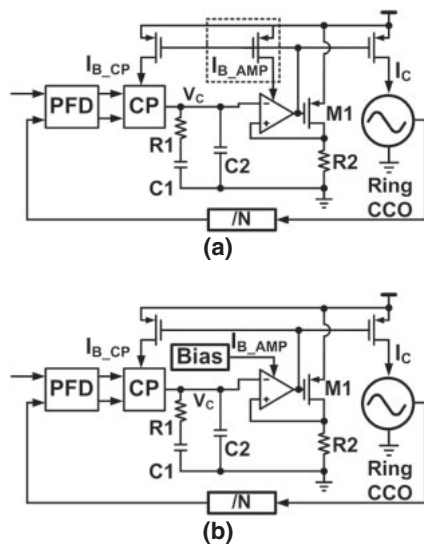 I_B_CP
I_B_AMP
I_C
PFD
CP
V_C
−
+
M1
R1
C2
R2
C1
Ring
CCO
/N
(a)
I_B_CP
Bias
I_B_AMP
I_C
PFD
CP
V_C
−
+
M1
R1
C2
R2
C1
Ring
CCO
/N
(b)